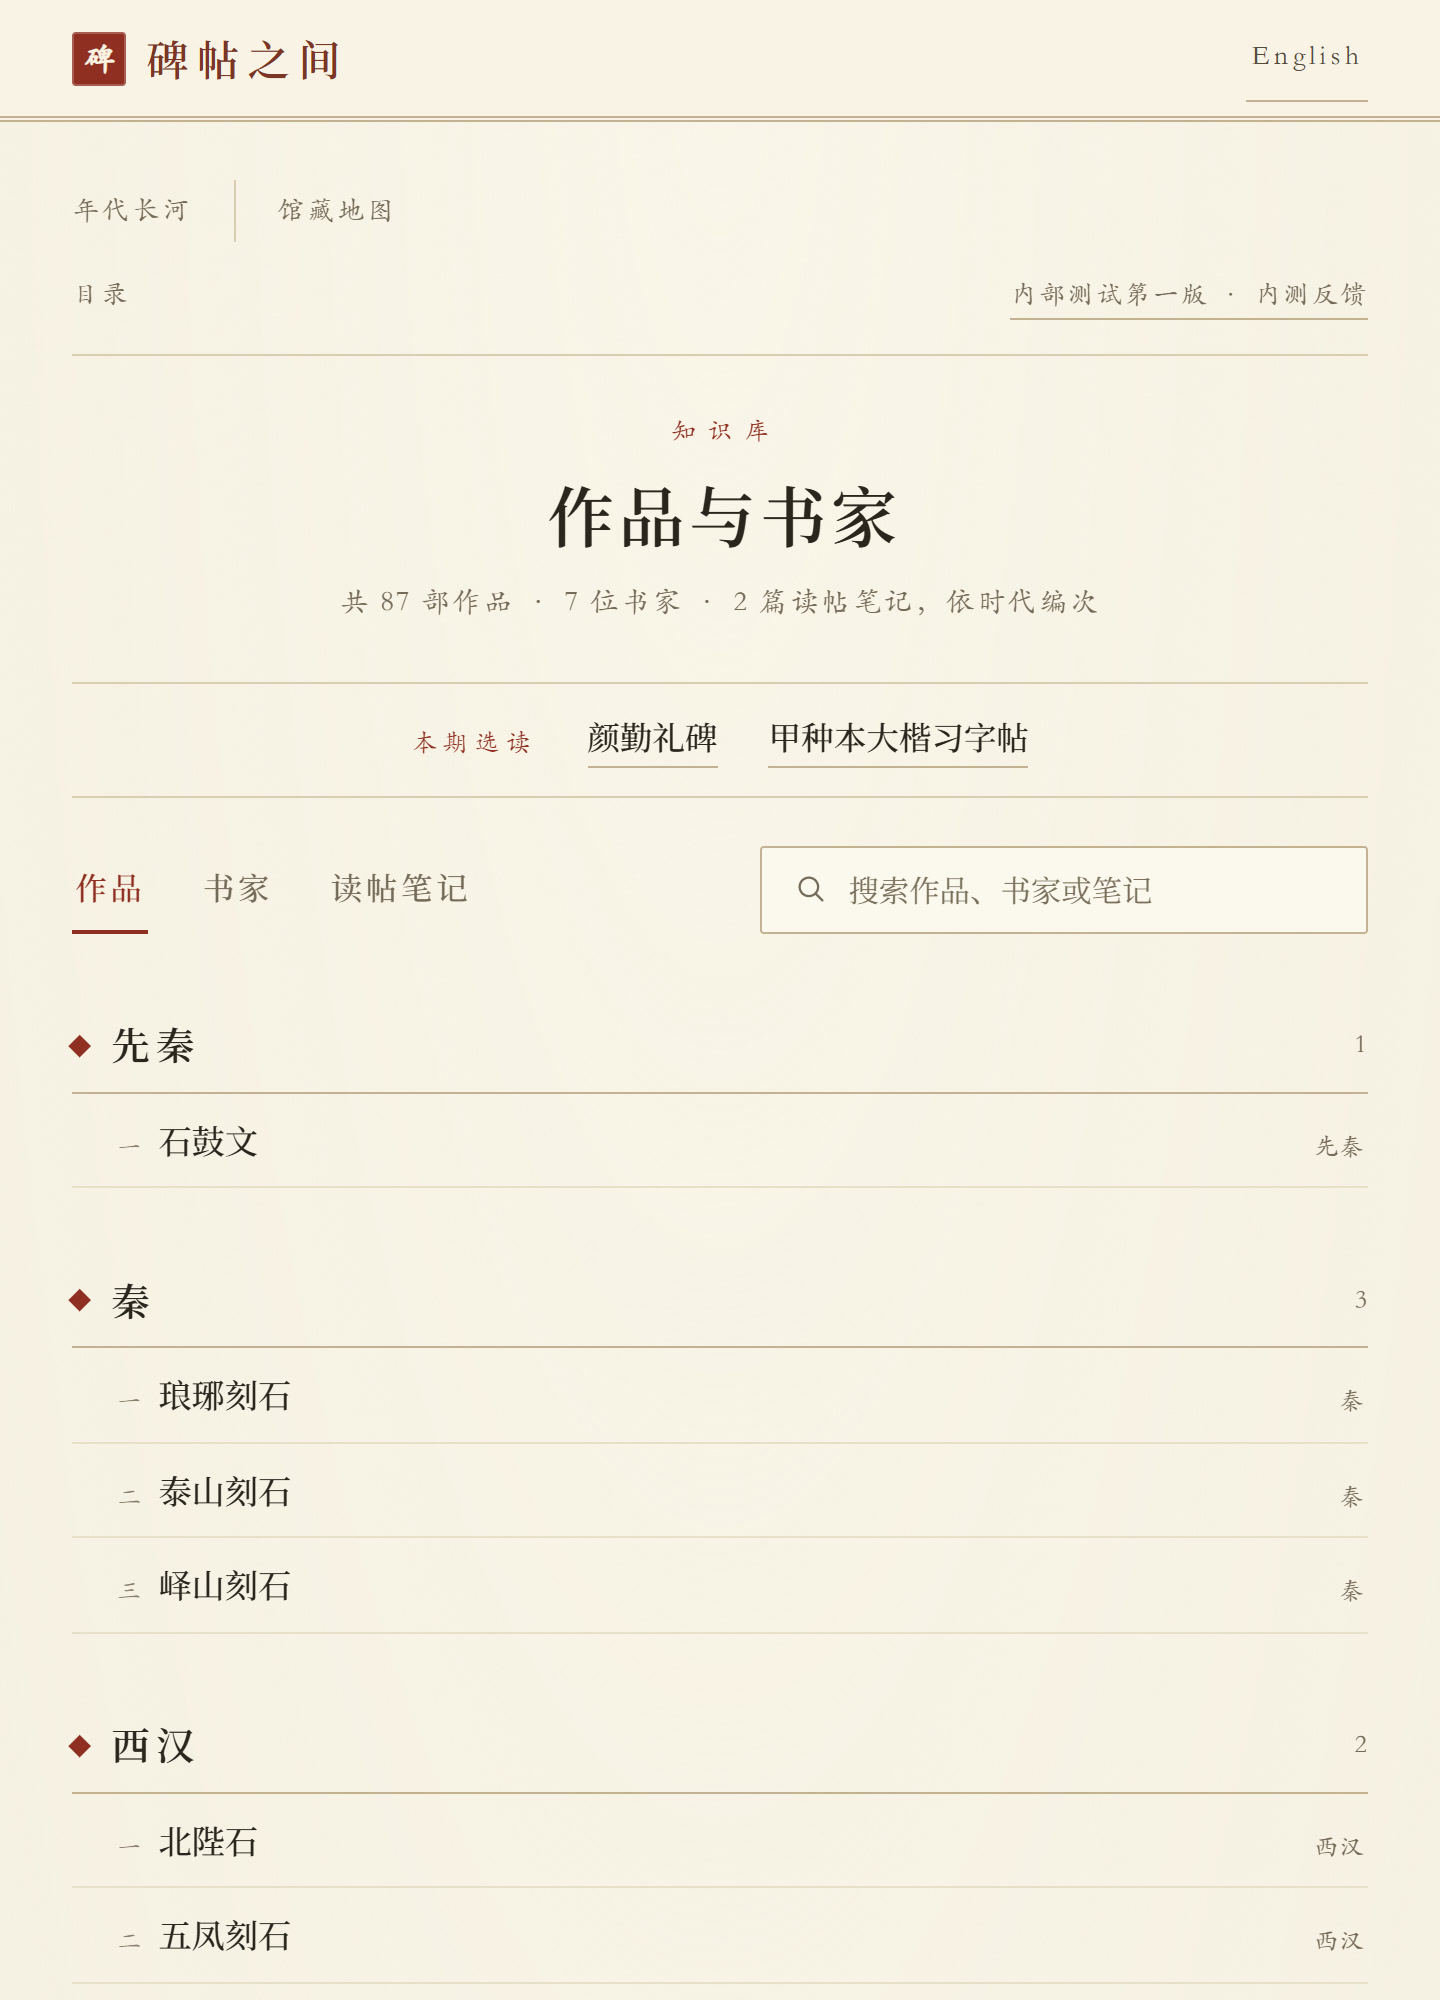 碑 碑帖之间 English
年代长河 馆藏地图
目录 内部测试第一版 · 内测反馈
知识库
作品与书家
共 87 部作品 · 7 位书家 · 2 篇读帖笔记，依时代编次
本期选读 颜勤礼碑 甲种本大楷习字帖
作品 书家 读帖笔记 搜索作品、书家或笔记
先秦 1
一 石鼓文 先秦
秦 3
一 琅琊刻石 秦
二 泰山刻石 秦
三 峄山刻石 秦
西汉 2
一 北陛石 西汉
二 五凤刻石 西汉